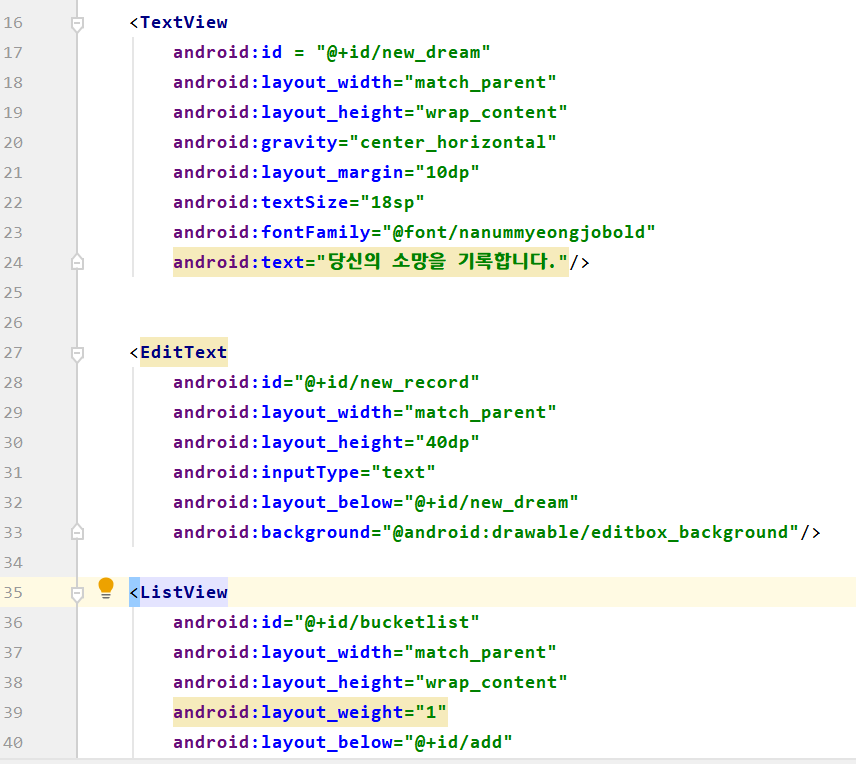 16 <TextView
17 android:id = "@+id/new_dream"
18 android:layout_width="match_parent"
19 android:layout_height="wrap_content"
20 android:gravity="center_horizontal"
21 android:layout_margin="10dp"
22 android:textSize="18sp"
23 android:fontFamily="@font/nanummyeongjobold"
24 android:text="당신의 소망을 기록합니다."/>
25
26
27 <EditText
28 android:id="@+id/new_record"
29 android:layout_width="match_parent"
30 android:layout_height="40dp"
31 android:inputType="text"
32 android:layout_below="@+id/new_dream"
33 android:background="@android:drawable/editbox_background"/>
34
35 <ListView
36 android:id="@+id/bucketlist"
37 android:layout_width="match_parent"
38 android:layout_height="wrap_content"
39 android:layout_weight="1"
40 android:layout_below="@+id/add"